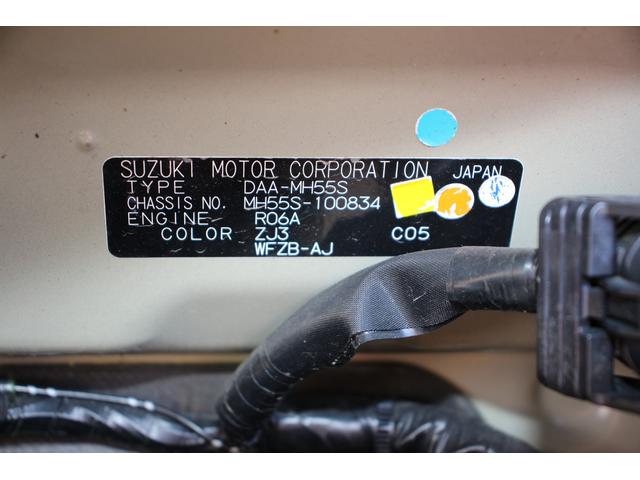 SUZUKI MOTOR CORPORATION JAPAN
TYPE DAA-MH55S
CHASSIS NO. MH55S-100834
ENGINE R06A
COLOR ZJ3 C05
WFZB-AJ